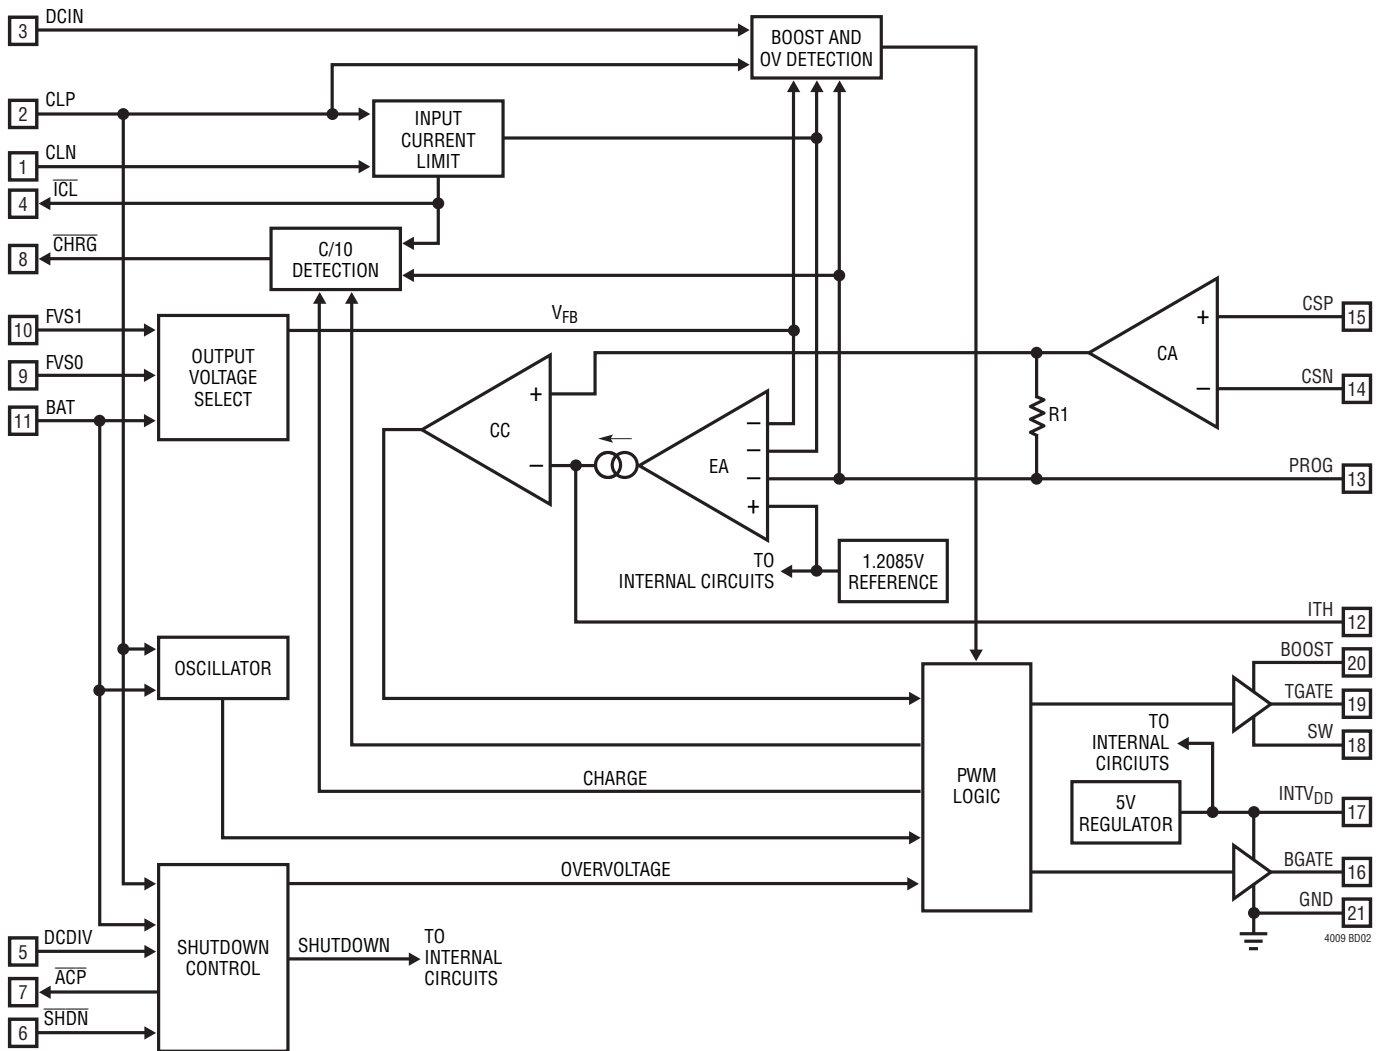 DCIN
3
BOOST AND
OV DETECTION
CLP
2
INPUT
CURRENT
LIMIT
CLN
1
ICL
4
CHRG
8
C/10
DETECTION
FVS1
10
FVS0
9
BAT
11
OUTPUT
VOLTAGE
SELECT
VFB
+
CC
−
−
−
−
+
EA
+
CA
−
CSP
15
CSN
14
R1
PROG
13
TO
INTERNAL CIRCUITS
1.2085V
REFERENCE
ITH
12
BOOST
20
TGATE
19
SW
18
OSCILLATOR
TO
INTERNAL
CIRCIUTS
CHARGE
PWM
LOGIC
5V
REGULATOR
INTVDD
17
OVERVOLTAGE
BGATE
16
GND
21
4009 BD02
DCDIV
5
ACP
7
SHDN
6
SHUTDOWN
CONTROL
SHUTDOWN
TO
INTERNAL
CIRCUITS